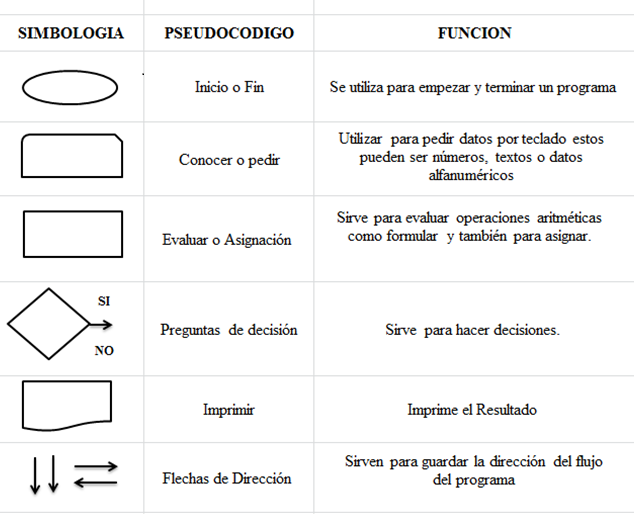 SIMBOLOGIA PSEUDOCODIGO FUNCION
Inicio o Fin
Se utiliza para empezar y terminar un programa
Conocer o pedir
Utilizar para pedir datos por teclado estos
pueden ser números, textos o datos
alfanuméricos
Evaluar o Asignación
Sirve para evaluar operaciones aritméticas
como formular y también para asignar.
SI
NO
Preguntas de decisión
Sirve para hacer decisiones.
Imprimir
Imprime el Resultado
Flechas de Dirección
Sirven para guardar la dirección del flujo
del programa